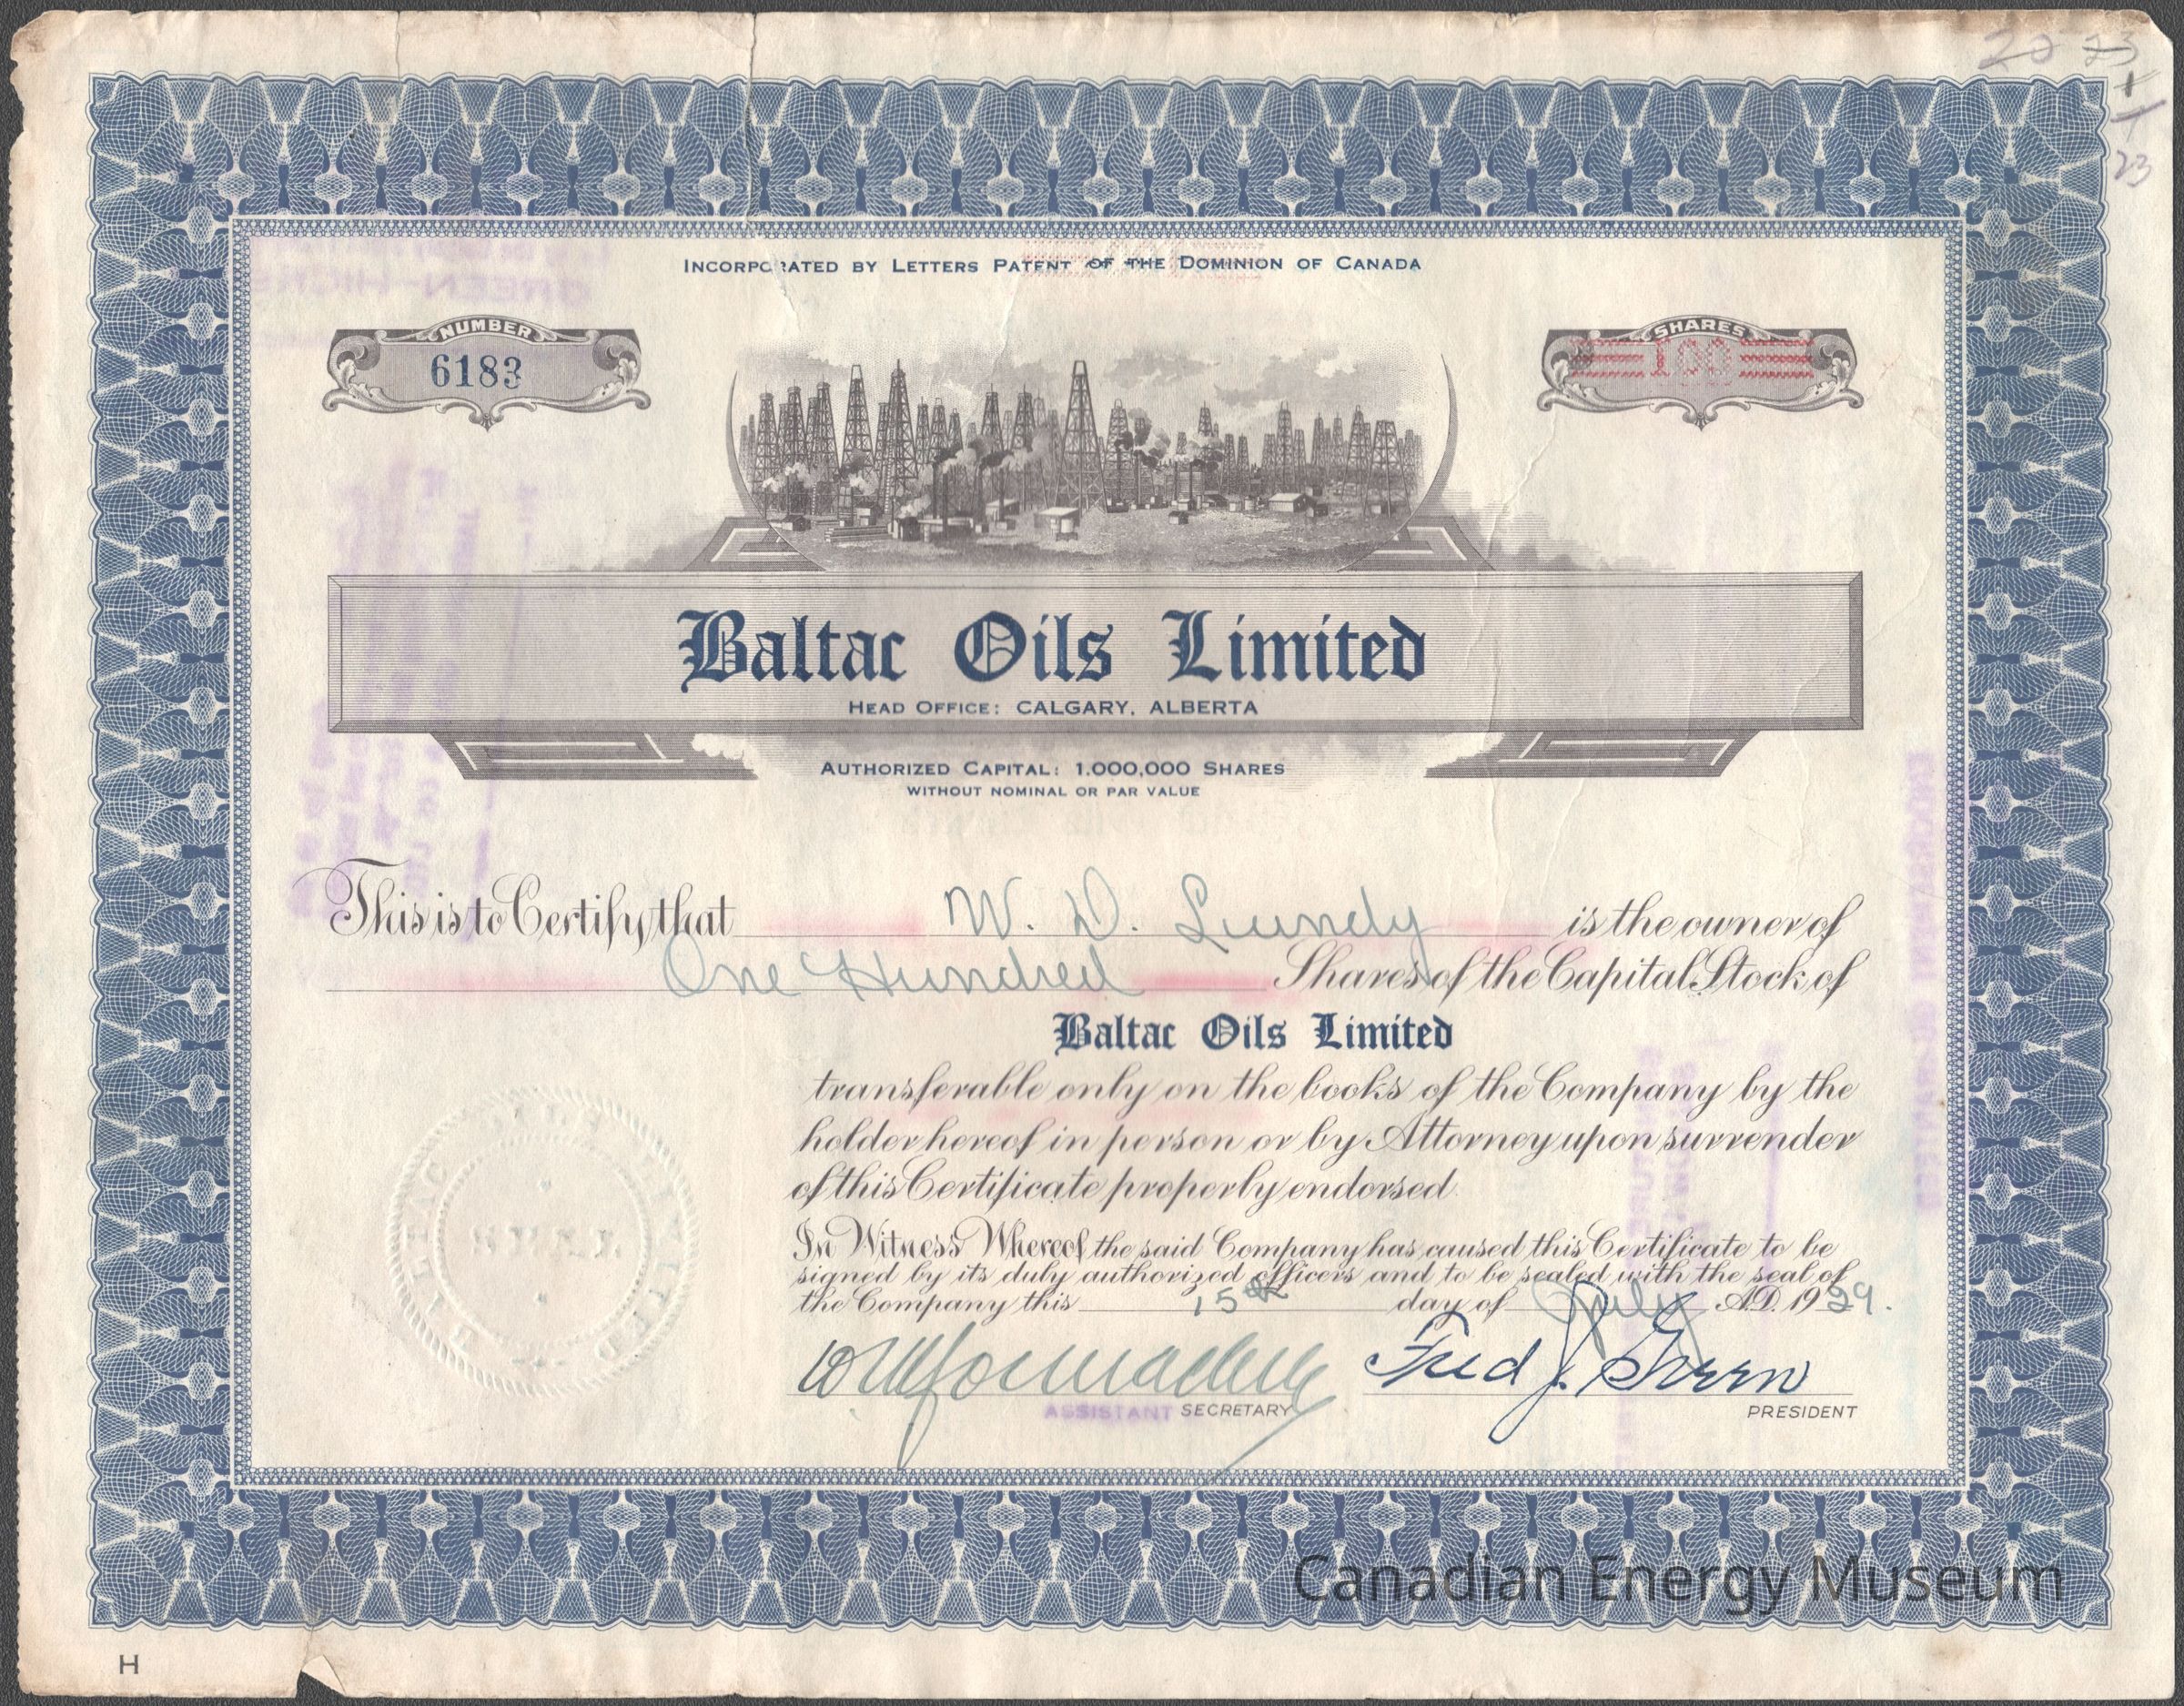 20 23
1
23
INCORPORATED BY LETTERS PATENT OF THE DOMINION OF CANADA
NUMBER
6183
SHARES
100
Baltac Oils Limited
HEAD OFFICE: CALGARY, ALBERTA
AUTHORIZED CAPITAL: 1,000,000 SHARES
WITHOUT NOMINAL OR PAR VALUE
This is to Certify that W. D. Lundy is the owner of
One Hundred Shares of the Capital Stock of
Baltac Oils Limited
transferable only on the books of the Company by the
holder hereof in person or by Attorney upon surrender
of this Certificate properly endorsed.
In Witness Whereof the said Company has caused this Certificate to be
signed by its duly authorized officers and to be sealed with the seal of
the Company this 15th day of July A.D. 1929.
Fred J. Green
ASSISTANT SECRETARY
PRESIDENT
Canadian Energy Museum
H